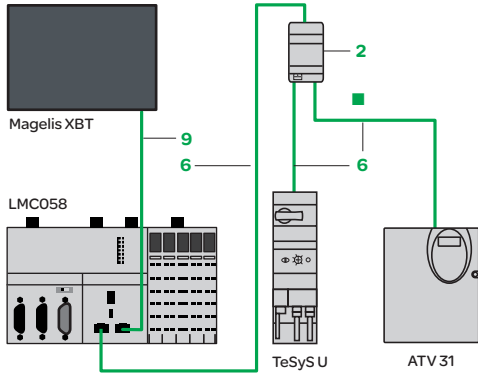 2
Magelis XBT
9
6
6
LMC058
TeSyS U
ATV 31